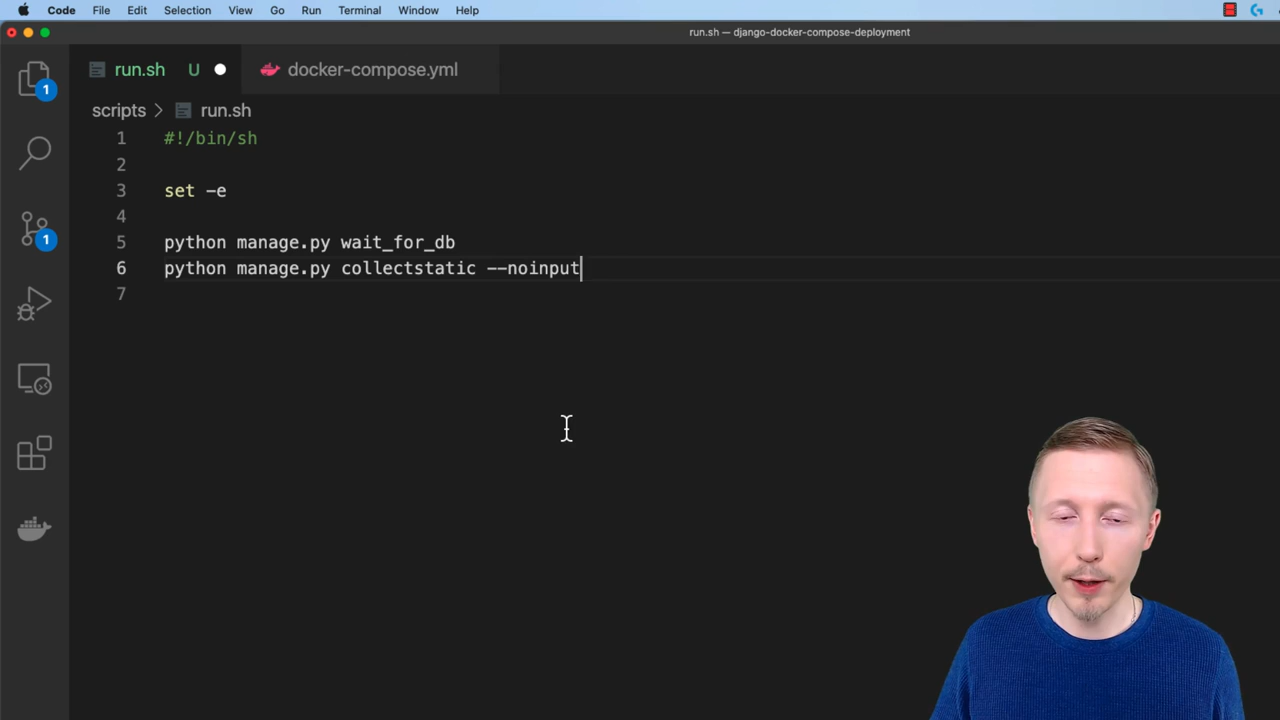 Code File Edit Selection View Go Run Terminal Window Help
run.sh — django-docker-compose-deployment
run.sh U docker-compose.yml
scripts > run.sh
1 #!/bin/sh
2
3 set -e
4
5 python manage.py wait_for_db
6 python manage.py collectstatic --noinput
7
1
1